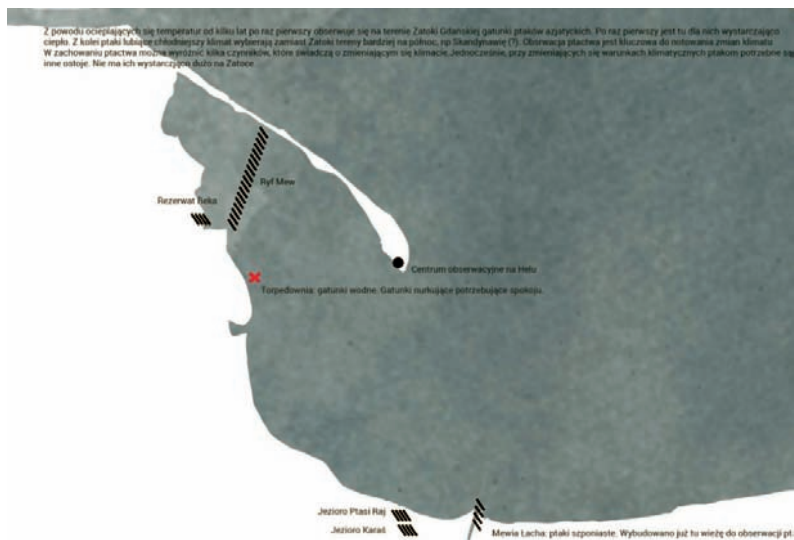 Z powodu ocieplających się temperatur od kilku lat po raz pierwszy obserwuje się na terenie Zatoki Gdańskiej gatunki ptaków azjatyckich. Po raz pierwszy jest tu dla nich wystarczająco
ciepło. Z kolei ptaki lubiące chłodniejszy klimat wybierają zamiast Zatoki tereny bardziej na północ, np Skandynawię (?). Obserwacja ptactwa jest kluczowa do notowania zmian klimatu
W zachowaniu ptactwa można wyróżnić kilka czynników, które świadczą o zmieniającym się klimacie.Jednocześnie, przy zmieniających się warunkach klimatycznych ptakom potrzebne są
inne ostoje. Nie ma ich wystarczjąco dużo na Zatoce
Ryf Mew
Rezerwat Beka
Centrum obserwacyjne na Helu
Torpedownia: gatunki wodne. Gatunki nurkujące potrzebujące spokoju.
Jezioro Ptasi Raj
Jezioro Karaś
Mewia Łacha: ptaki szponiaste. Wybudowano już tu wieżę do obserwacji pt